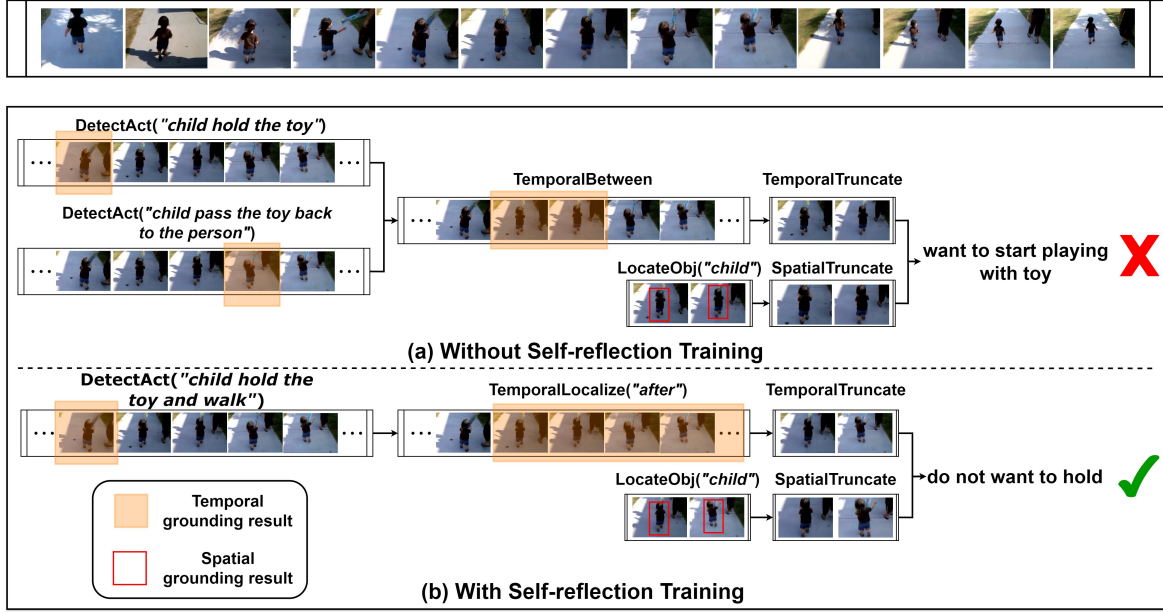 DetectAct("child hold the toy")
DetectAct("child pass the toy back
to the person")
TemporalBetween
TemporalTruncate
LocateObj("child")
SpatialTruncate
want to start playing
with toy
X
(a) Without Self-reflection Training
DetectAct("child hold the
toy and walk")
TemporalLocalize("after")
TemporalTruncate
LocateObj("child")
SpatialTruncate
do not want to hold
Temporal
grounding result
Spatial
grounding result
(b) With Self-reflection Training